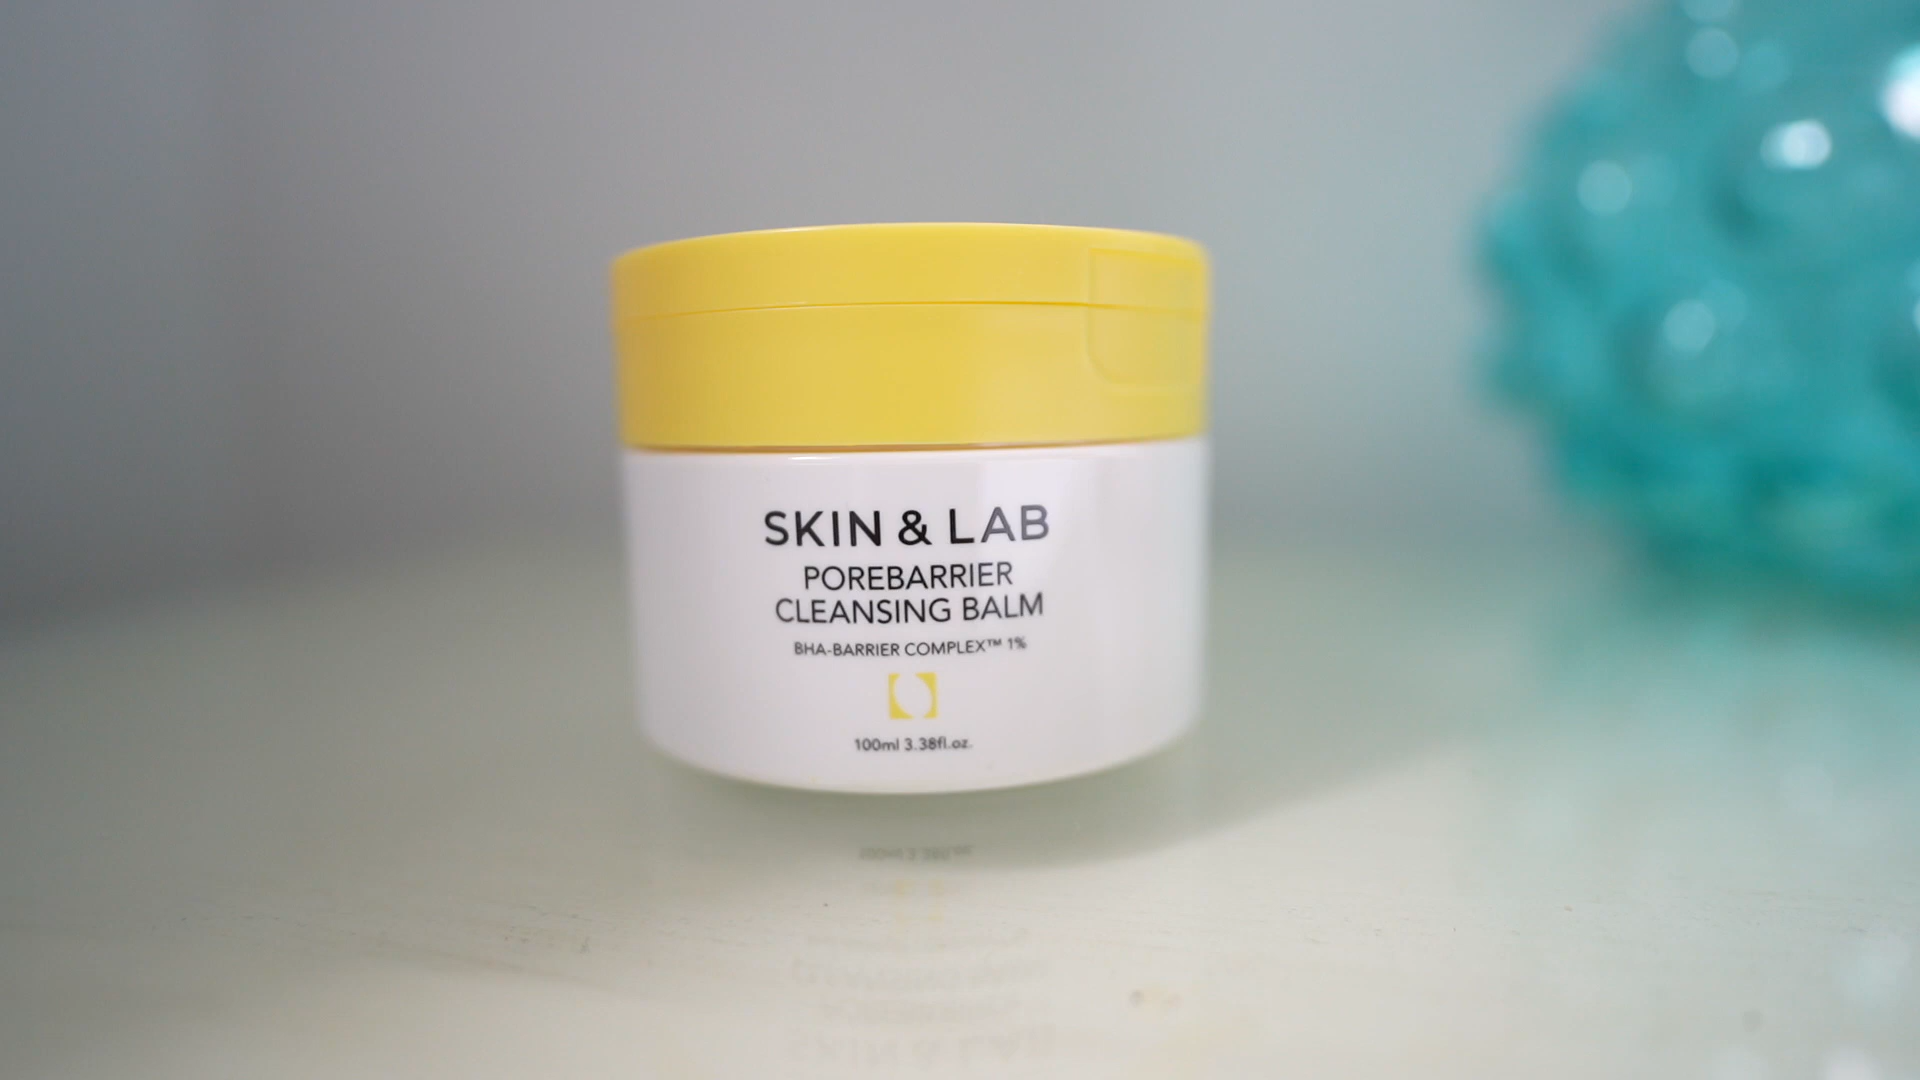 SKIN & LAB
POREBARRIER
CLEANSING BALM
BHA-BARRIER COMPLEX™ 1%
100ml 3.38fl.oz.